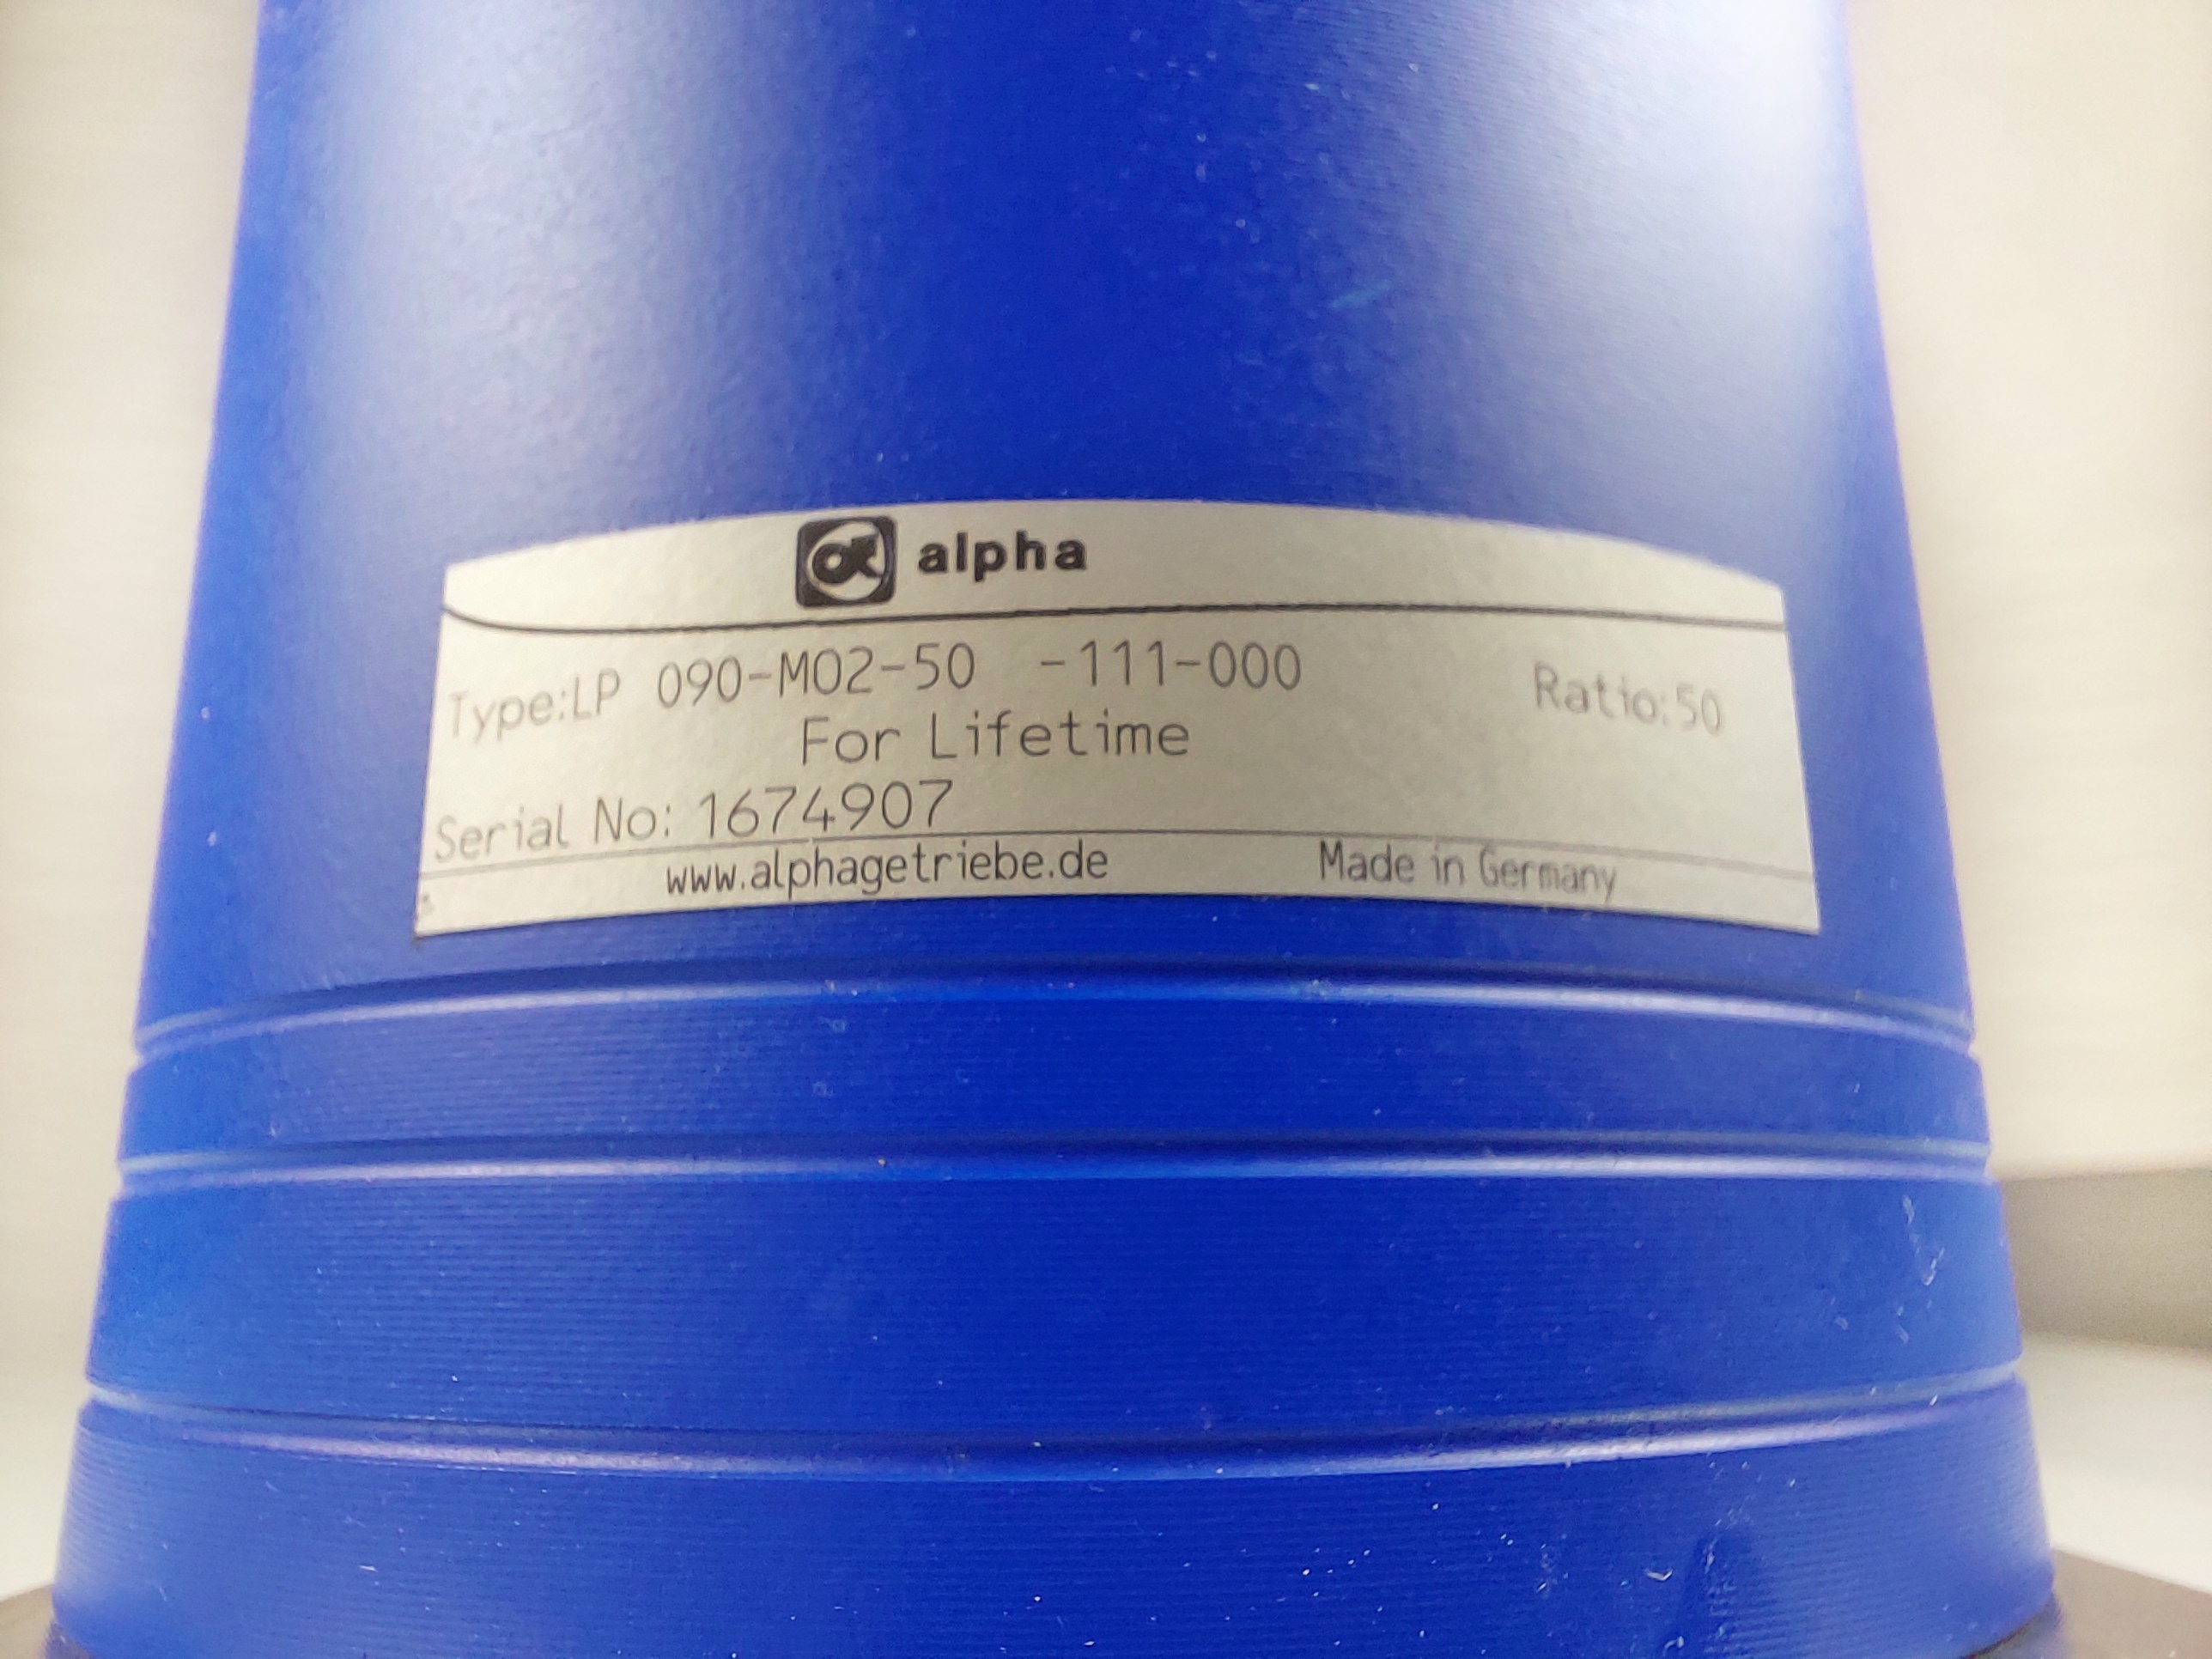 alpha
Type:LP 090-M02-50 -111-000 Ratio:50
For Lifetime
Serial No: 1674907
www.alphagetriebe.de Made in Germany